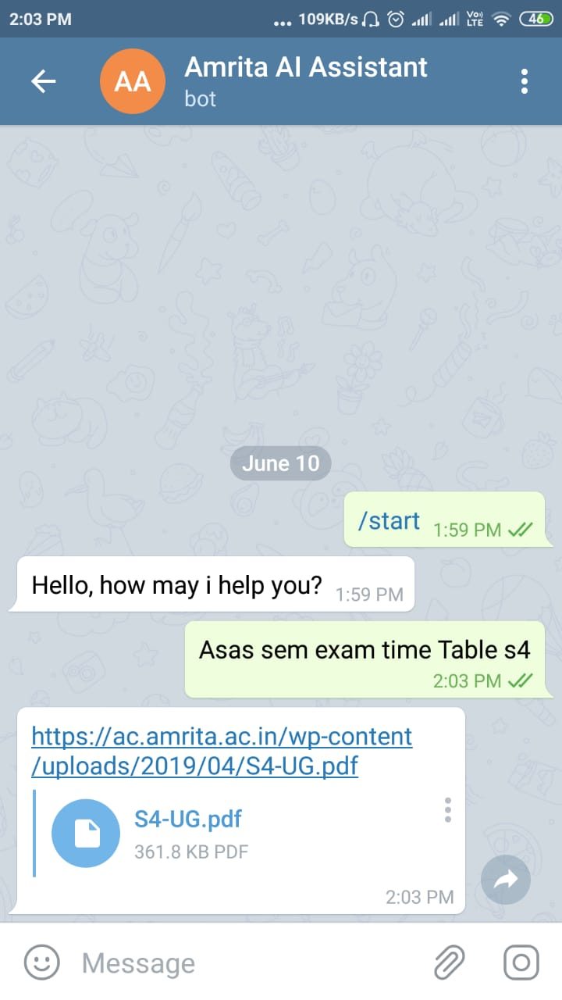 2:03 PM ... 109KB/s Vo)) LTE 46
AA Amrita AI Assistant
bot
June 10
/start 1:59 PM
Hello, how may i help you? 1:59 PM
Asas sem exam time Table s4
2:03 PM
https://ac.amrita.ac.in/wp-content
/uploads/2019/04/S4-UG.pdf
S4-UG.pdf
361.8 KB PDF
2:03 PM
Message